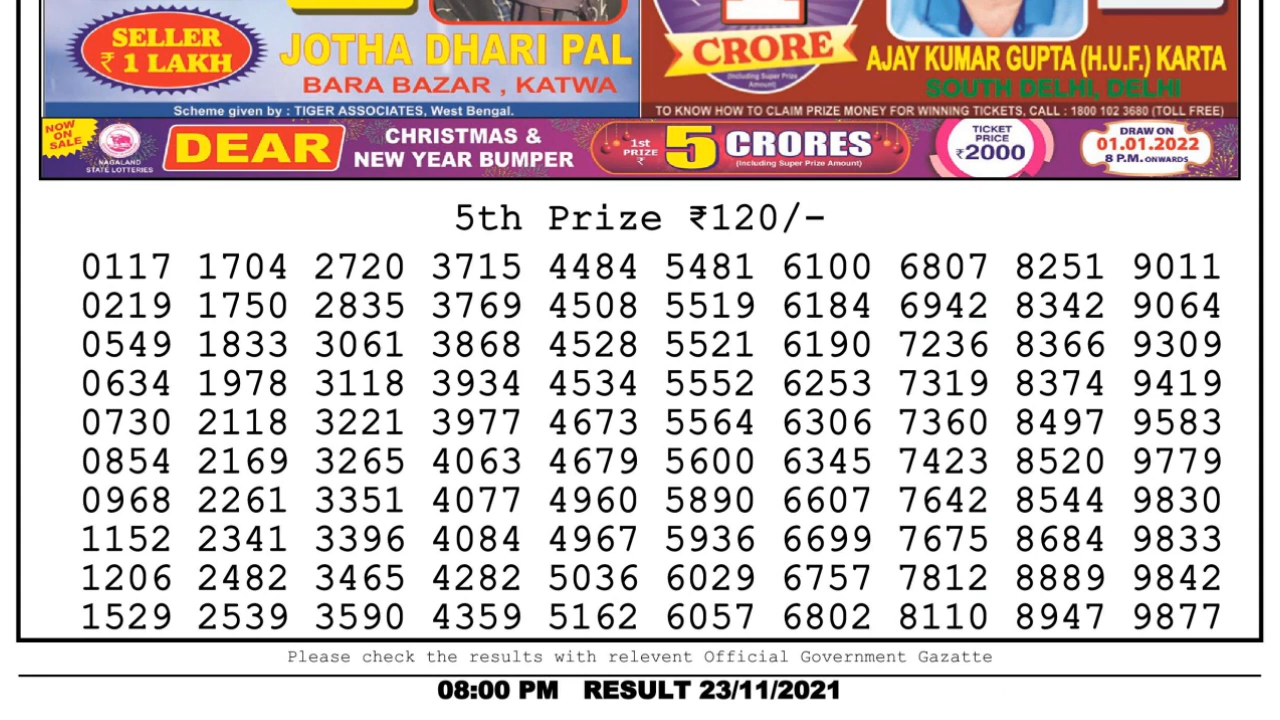 SELLER
₹ 1 LAKH
JOTHA DHARI PAL
BARA BAZAR , KATWA
Scheme given by : TIGER ASSOCIATES, West Bengal.
1
CRORE
(Including Super Prize Amount)
AJAY KUMAR GUPTA (H.U.F.) KARTA
SOUTH DELHI, DELHI
TO KNOW HOW TO CLAIM PRIZE MONEY FOR WINNING TICKETS, CALL : 1800 102 3680 (TOLL FREE)
NOW
ON
SALE
NAGALAND
STATE LOTTERIES
DEAR
CHRISTMAS &
NEW YEAR BUMPER
1st
PRIZE
₹
5
CRORES
(Including Super Prize Amount)
TICKET
PRICE
₹2000
DRAW ON
01.01.2022
8 P.M. ONWARDS
5th Prize ₹120/-
0117 1704 2720 3715 4484 5481 6100 6807 8251 9011
0219 1750 2835 3769 4508 5519 6184 6942 8342 9064
0549 1833 3061 3868 4528 5521 6190 7236 8366 9309
0634 1978 3118 3934 4534 5552 6253 7319 8374 9419
0730 2118 3221 3977 4673 5564 6306 7360 8497 9583
0854 2169 3265 4063 4679 5600 6345 7423 8520 9779
0968 2261 3351 4077 4960 5890 6607 7642 8544 9830
1152 2341 3396 4084 4967 5936 6699 7675 8684 9833
1206 2482 3465 4282 5036 6029 6757 7812 8889 9842
1529 2539 3590 4359 5162 6057 6802 8110 8947 9877
Please check the results with relevent Official Government Gazatte
08:00 PM RESULT 23/11/2021